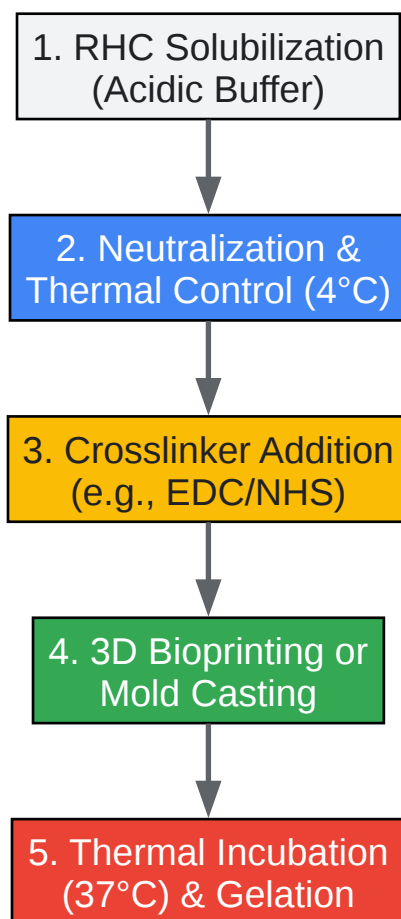 1. RHC Solubilization
(Acidic Buffer)
2. Neutralization &
Thermal Control (4°C)
3. Crosslinker Addition
(e.g., EDC/NHS)
4. 3D Bioprinting or
Mold Casting
5. Thermal Incubation
(37°C) & Gelation